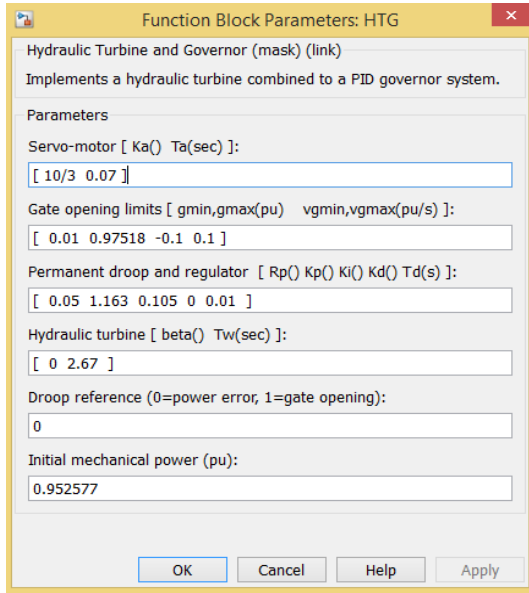 Function Block Parameters: HTG
Hydraulic Turbine and Governor (mask) (link)
Implements a hydraulic turbine combined to a PID governor system.
Parameters
Servo-motor [ Ka() Ta(sec) ]:
[ 10/3 0.07 ]
Gate opening limits [ gmin,gmax(pu) vgmin,vgmax(pu/s) ]:
[ 0.01 0.97518 -0.1 0.1 ]
Permanent droop and regulator [ Rp() Kp() Ki() Kd() Td(s) ]:
[ 0.05 1.163 0.105 0 0.01 ]
Hydraulic turbine [ beta() Tw(sec) ]:
[ 0 2.67 ]
Droop reference (0=power error, 1=gate opening):
0
Initial mechanical power (pu):
0.952577
OK Cancel Help Apply